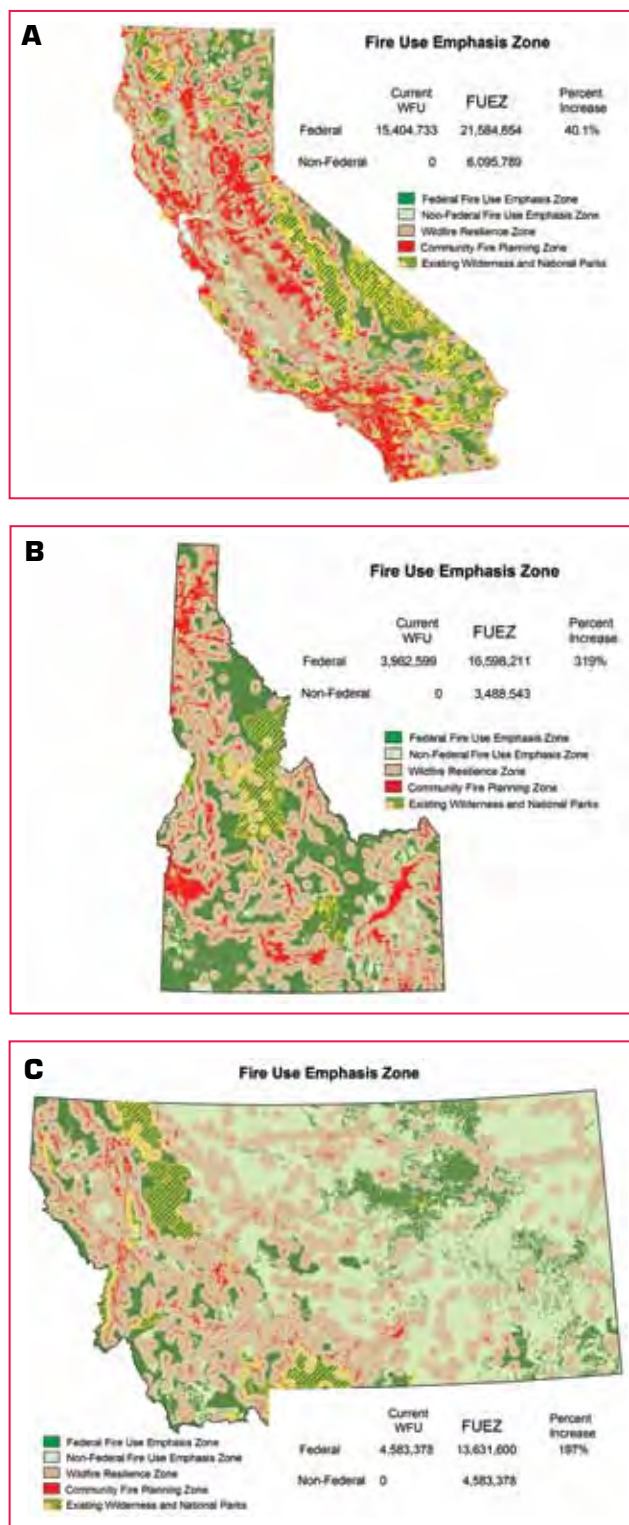 A
Fire Use Emphasis Zone
Current WFU FUEZ Percent Increase
Federal 15,404,733 21,584,654 40.1%
Non-Federal 0 6,095,789
Federal Fire Use Emphasis Zone
Non-Federal Fire Use Emphasis Zone
Wildfire Resilience Zone
Community Fire Planning Zone
Existing Wilderness and National Parks
B
Fire Use Emphasis Zone
Current WFU FUEZ Percent Increase
Federal 3,962,599 16,598,211 319%
Non-Federal 0 3,488,543
Federal Fire Use Emphasis Zone
Non-Federal Fire Use Emphasis Zone
Wildfire Resilience Zone
Community Fire Planning Zone
Existing Wilderness and National Parks
C
Fire Use Emphasis Zone
Current WFU FUEZ Percent Increase
Federal 4,583,378 13,631,600 197%
Non-Federal 0 4,583,378
Federal Fire Use Emphasis Zone
Non-Federal Fire Use Emphasis Zone
Wildfire Resilience Zone
Community Fire Planning Zone
Existing Wilderness and National Parks